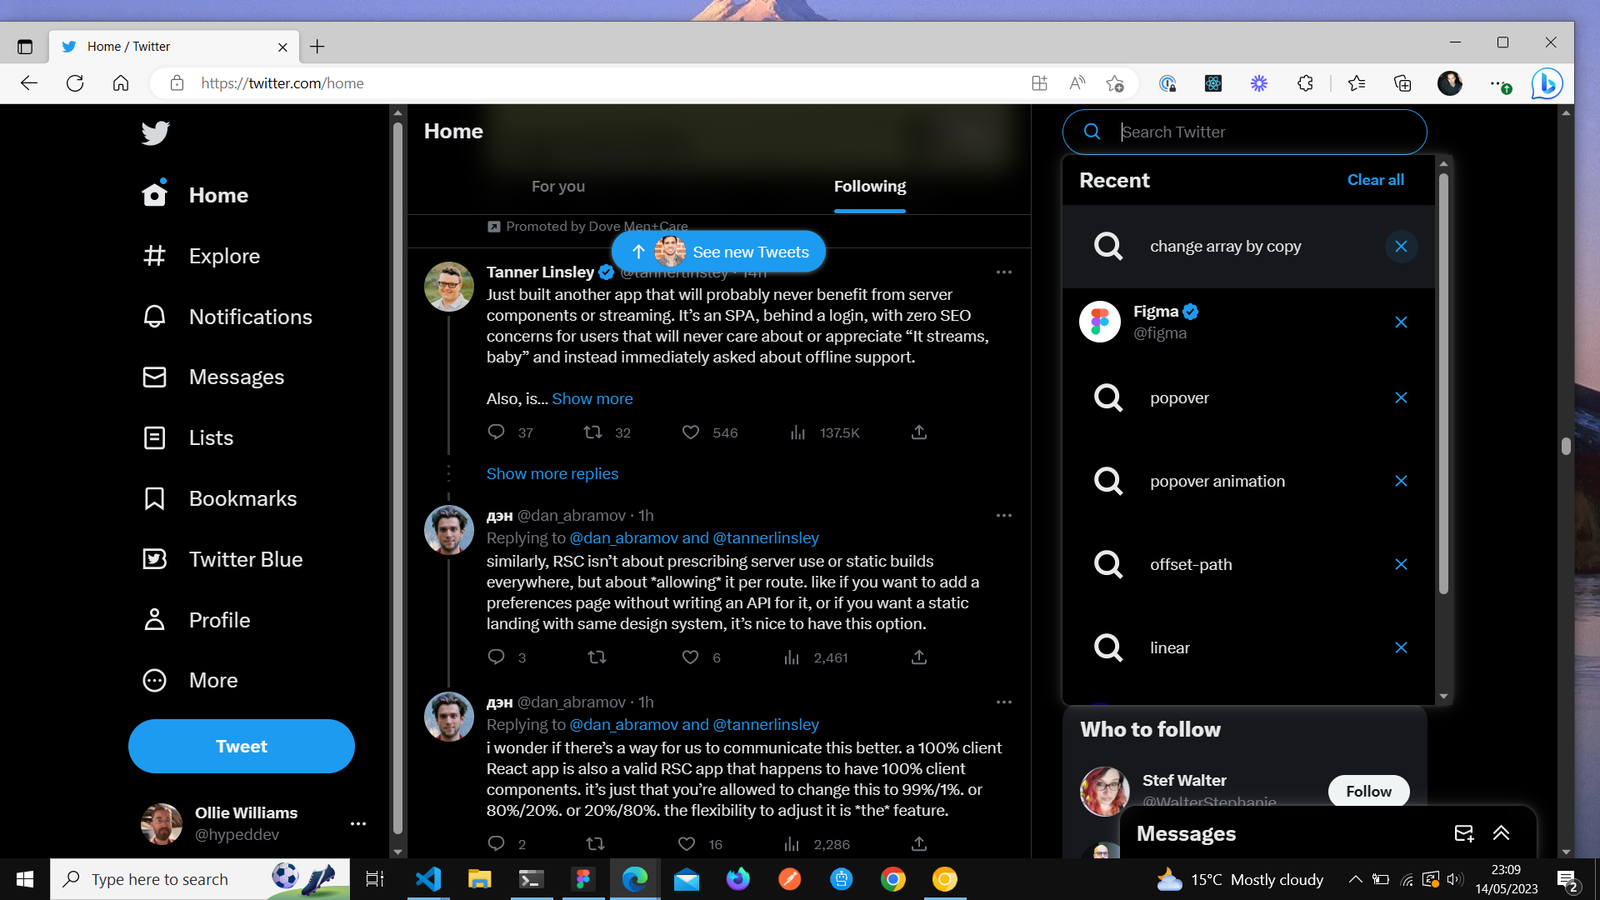 Home / Twitter
https://twitter.com/home
Home
Explore
Notifications
Messages
Lists
Bookmarks
Twitter Blue
Profile
More
Tweet
Ollie Williams
@hypeddev
Home
For you
Following
Promoted by Dove Men+Care
See new Tweets
Tanner Linsley @tannerlinsley · 14h
Just built another app that will probably never benefit from server
components or streaming. It’s an SPA, behind a login, with zero SEO
concerns for users that will never care about or appreciate “It streams,
baby” and instead immediately asked about offline support.
Also, is... Show more
37 32 546 137.5K
Show more replies
дэн @dan_abramov · 1h
Replying to @dan_abramov and @tannerlinsley
similarly, RSC isn’t about prescribing server use or static builds
everywhere, but about *allowing* it per route. like if you want to add a
preferences page without writing an API for it, or if you want a static
landing with same design system, it’s nice to have this option.
3 6 2,461
дэн @dan_abramov · 1h
Replying to @dan_abramov and @tannerlinsley
i wonder if there’s a way for us to communicate this better. a 100% client
React app is also a valid RSC app that happens to have 100% client
components. it’s just that you’re allowed to change this to 99%/1%. or
80%/20%. or 20%/80%. the flexibility to adjust it is *the* feature.
2 16 2,286
Search Twitter
Recent
Clear all
change array by copy
Figma
@figma
popover
popover animation
offset-path
linear
Who to follow
Stef Walter
@WalterStephanie
Follow
Messages
Type here to search
15°C Mostly cloudy
23:09
14/05/2023
2